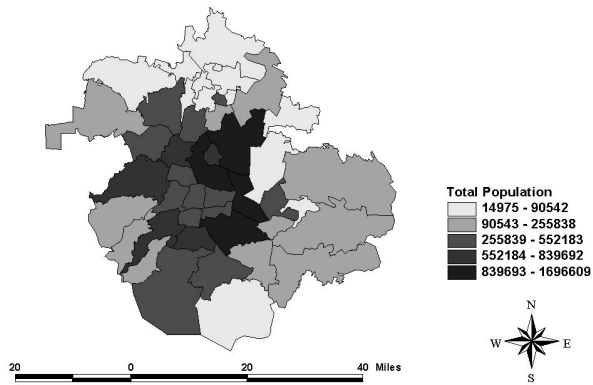 Total Population
14975 - 90542
90543 - 255838
255839 - 552183
552184 - 839692
839693 - 1696609
N
W E
S
20 0 20 40 Miles